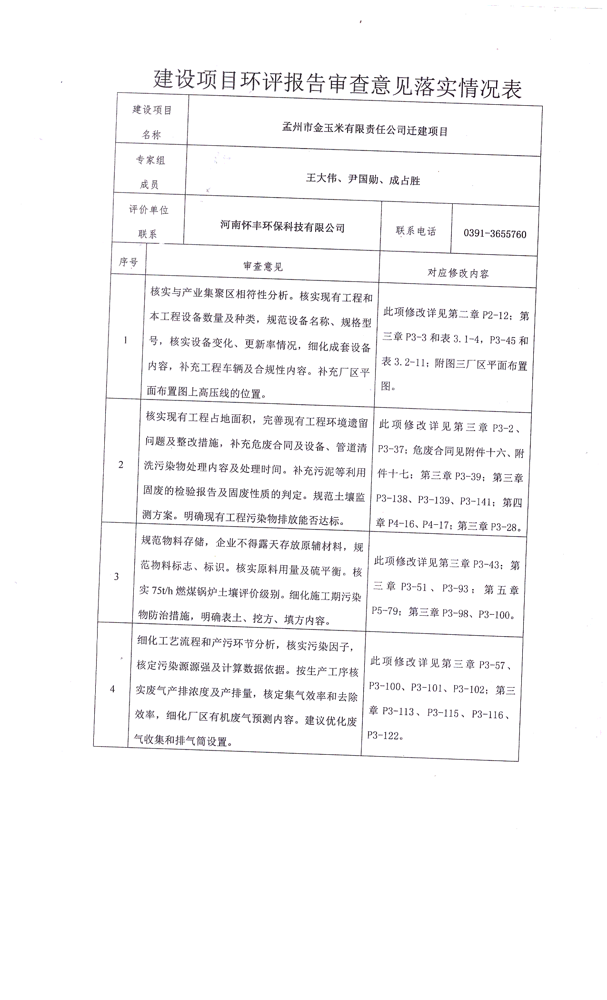 建设项目环评报告审查意见落实情况表
建设项目
名称
孟州市金玉米有限责任公司迁建项目
专家组
成员
王大伟、尹国勋、成占胜
评价单位
联系
河南怀丰环保科技有限公司
联系电话
0391-3655760
序号
审查意见
对应修改内容
1
核实与产业集聚区相符性分析。核实现有工程和
本工程设备数量及种类，规范设备名称、规格型
号，核实设备变化、更新率情况，细化成套设备
内容，补充工程车辆及合规性内容。补充厂区平
面布置图上高压线的位置。
此项修改详见第二章 P2-12；第
三章 P3-3 和表 3.1-4，P3-45 和
表 3.2-11；附图三厂区平面布置
图。
2
核实现有工程占地面积，完善现有工程环境遗留
问题及整改措施，补充危废合同及设备、管道清
洗污染物处理内容及处理时间。补充污泥等利用
固废的检验报告及固废性质的判定。规范土壤监
测方案。明确现有工程污染物排放能否达标。
此项修改详见第三章 P3-2、
P3-37；危废合同见附件十六、附
件十七；第三章 P3-39；第三章
P3-138、P3-139、P3-141；第四
章 P4-16、P4-17；第三章 P3-28。
3
规范物料存储，企业不得露天存放原辅材料，规
范物料标志、标识。核实原料用量及硫平衡。核
实 75t/h 燃煤锅炉土壤评价级别。细化施工期污染
物防治措施，明确表土、挖方、填方内容。
此项修改详见第三章 P3-43；第
三章 P3-51、P3-93；第五章
P5-79；第三章 P3-98、P3-100。
4
细化工艺流程和产污环节分析，核实污染因子，
核定污染源源强及计算数据依据。按生产工序核
实废气产排浓度及产排量，核定集气效率和去除
效率，细化厂区有机废气预测内容。建议优化废
气收集和排气筒设置。
此项修改详见第三章 P3-57、
P3-100、P3-101、P3-102；第三
章 P3-113、P3-115、P3-116、
P3-122。